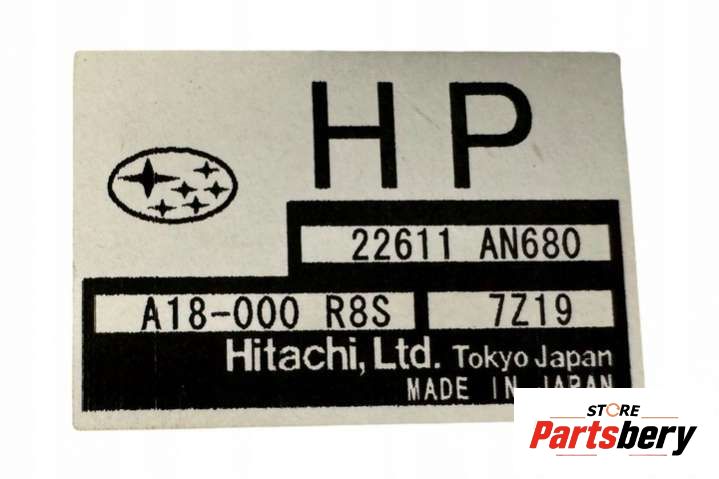 HP
22611 AN680
A18-000 R8S 7Z19
Hitachi, Ltd. Tokyo Japan
MADE IN JAPAN
STORE
Partsbery